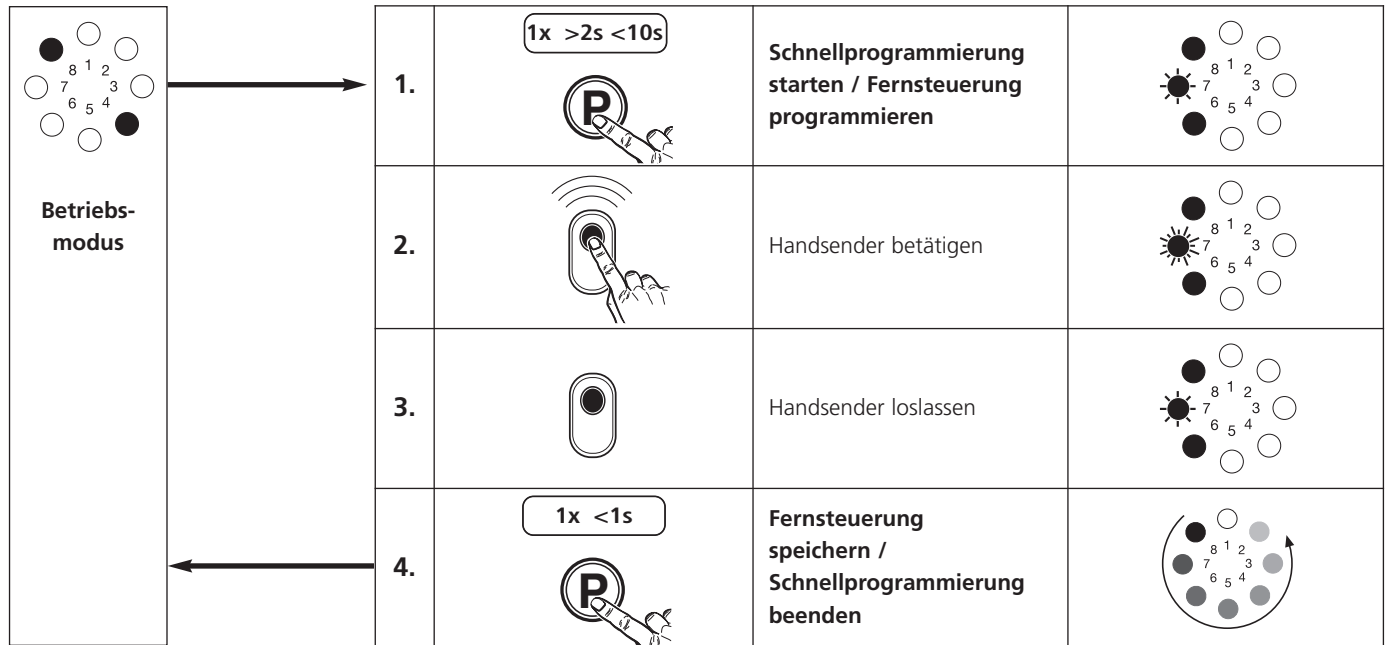 8 1 2
7 3
6 5 4
Betriebs-
modus
1.
1x >2s <10s
P
Schnellprogrammierung
starten / Fernsteuerung
programmieren
8 1 2
7 3
6 5 4
2.
Handsender betätigen
8 1 2
7 3
6 5 4
3.
Handsender loslassen
8 1 2
7 3
6 5 4
4.
1x <1s
P
Fernsteuerung
speichern /
Schnellprogrammierung
beenden
8 1 2
7 3
6 5 4